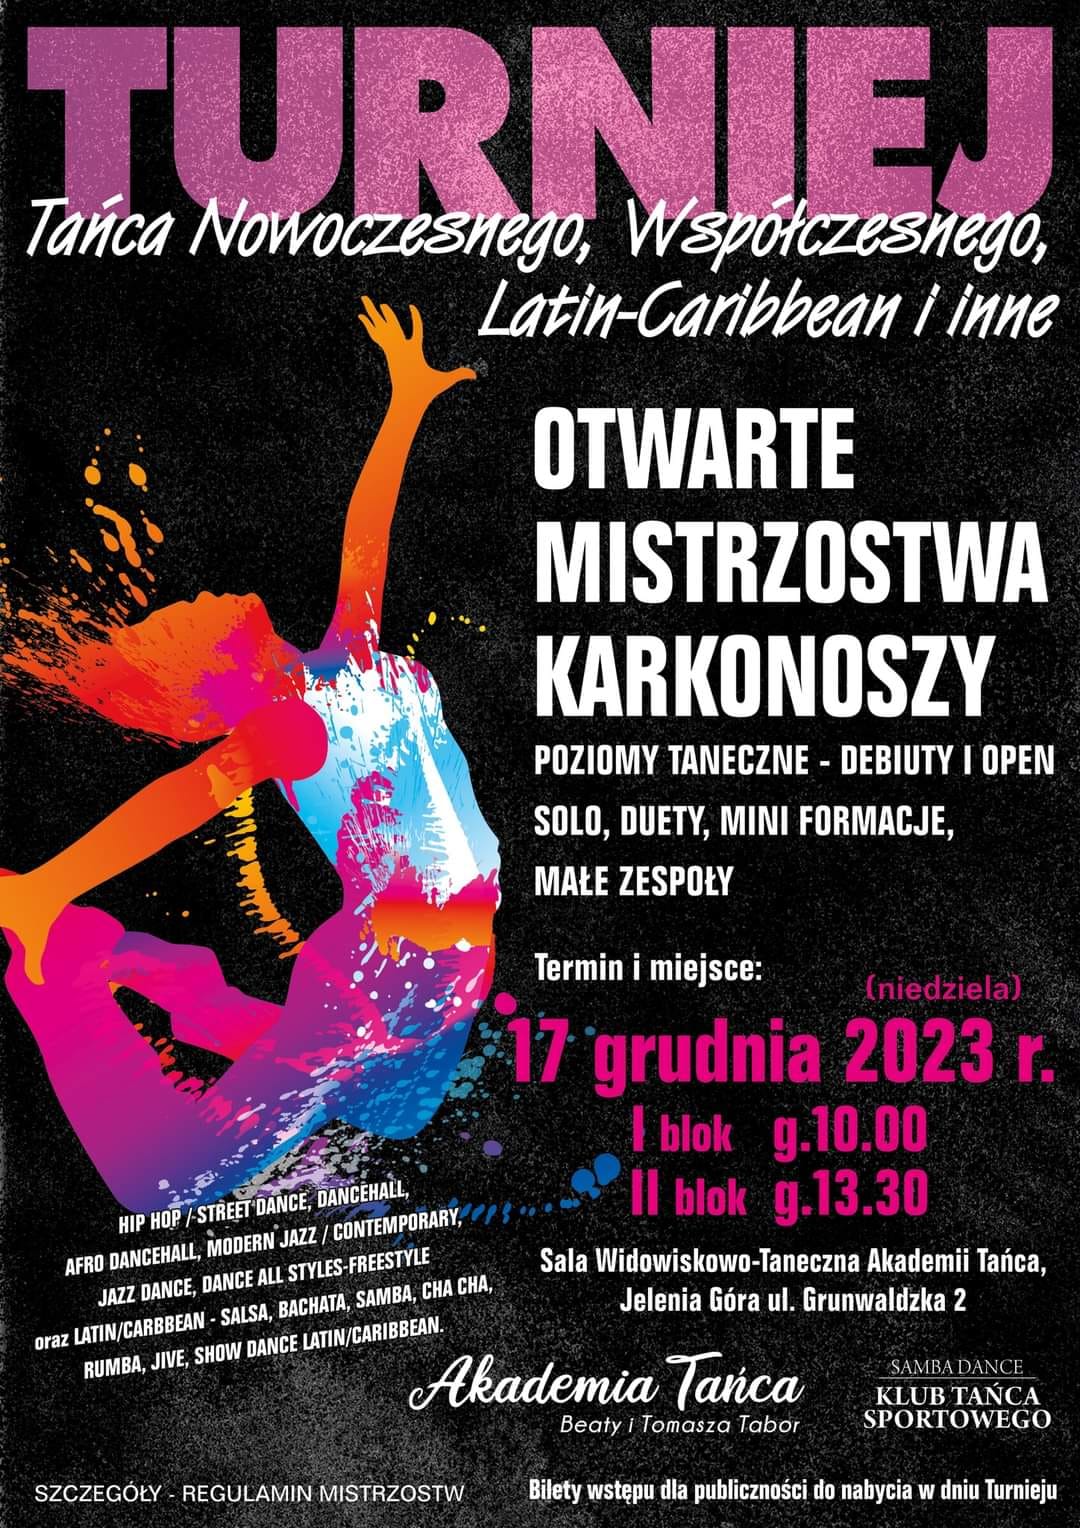 TURNIEJ
Tańca Nowoczesnego, Współczesnego,
Latin-Caribbean i inne
OTWARTE
MISTRZOSTWA
KARKONOSZY
POZIOMY TANECZNE - DEBIUTY I OPEN
SOLO, DUETY, MINI FORMACJE,
MAŁE ZESPOŁY
Termin i miejsce:
(niedziela)
17 grudnia 2023 r.
I blok g.10.00
II blok g.13.30
Sala Widowiskowo-Taneczna Akademii Tańca,
Jelenia Góra ul. Grunwaldzka 2
HIP HOP / STREET DANCE, DANCEHALL,
AFRO DANCEHALL, MODERN JAZZ / CONTEMPORARY,
JAZZ DANCE, DANCE ALL STYLES-FREESTYLE
oraz LATIN/CARBBEAN - SALSA, BACHATA, SAMBA, CHA CHA,
RUMBA, JIVE, SHOW DANCE LATIN/CARIBBEAN.
Akademia Tańca
Beaty i Tomasza Tabor
SAMBA DANCE
KLUB TAŃCA
SPORTOWEGO
SZCZEGÓŁY - REGULAMIN MISTRZOSTW
Bilety wstępu dla publiczności do nabycia w dniu Turnieju